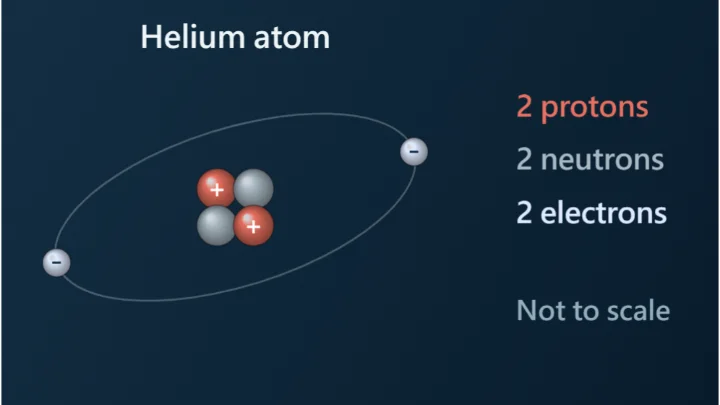 Helium atom
2 protons
2 neutrons
2 electrons
-
+
+
-
Not to scale